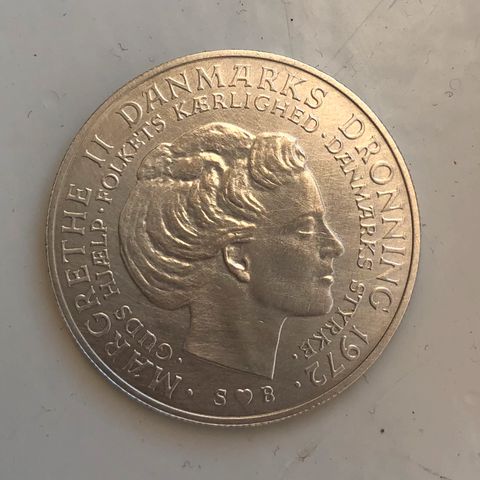 MARGRETHE II DANMARKS DRONNING 1972
GUDS HJÆLP · FOLKETS KÆRLIGHED · DANMARKS STYRKE ·
S ♥ B